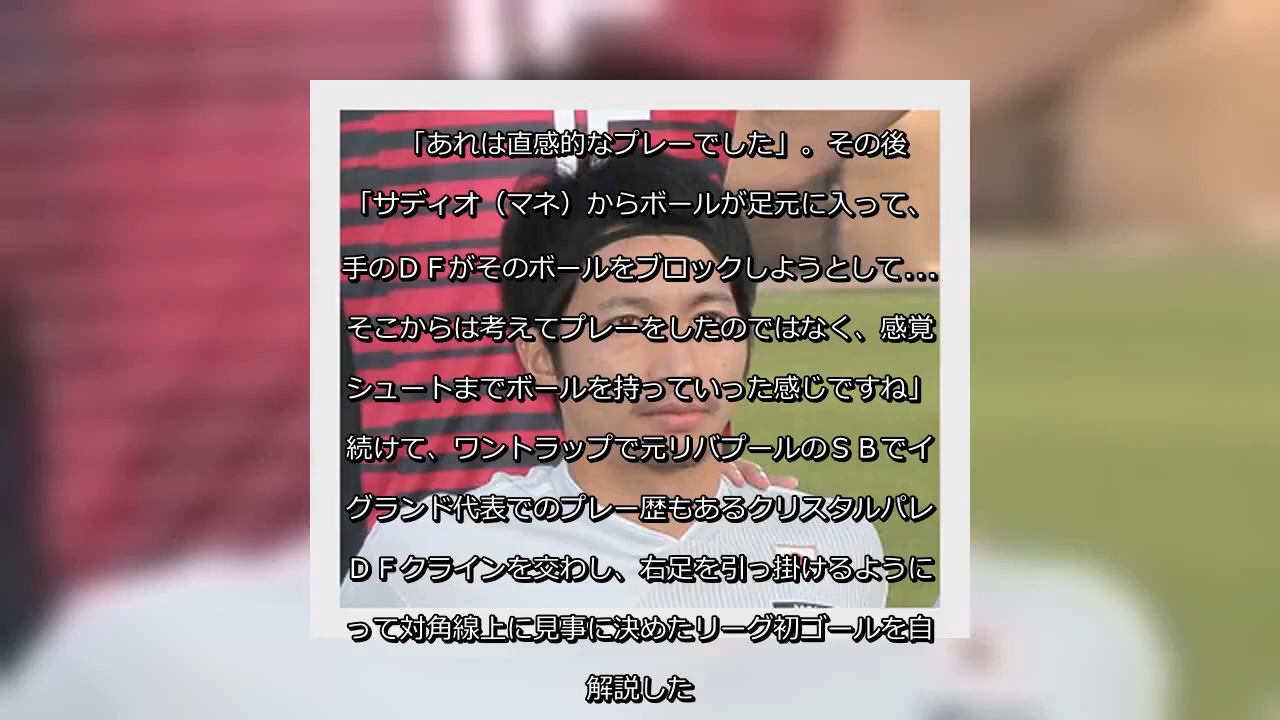 「あれは直感的なプレーでした」。その後
「サディオ（マネ）からボールが足元に入って、
手のＤＦがそのボールをブロックしようとして...
そこからは考えてプレーをしたのではなく、感覚
シュートまでボールを持っていった感じですね」
続けて、ワントラップで元リバプールのＳＢでイ
グランド代表でのプレー歴もあるクリスタルパレ
ＤＦクラインを交わし、右足を引っ掛けるように
って対角線上に見事に決めたリーグ初ゴールを自
解説した